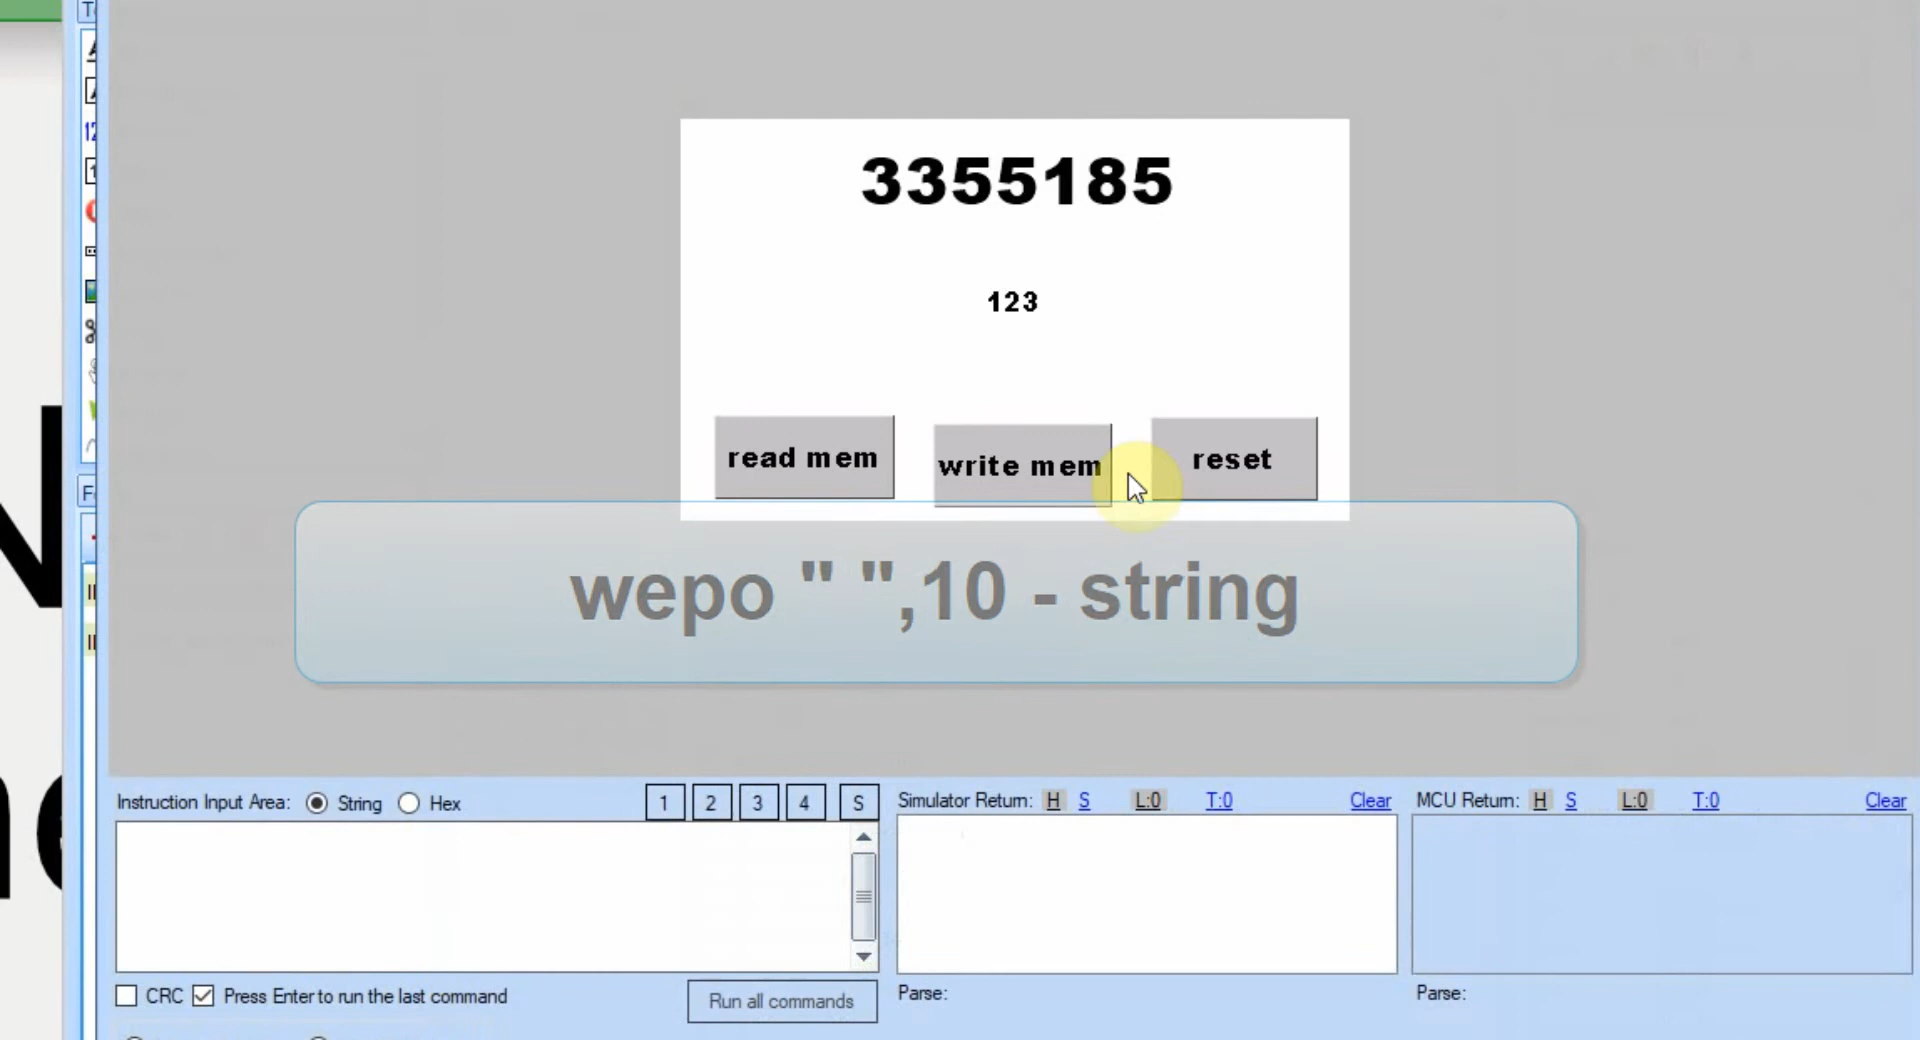 3355185
123
read mem
write mem
reset
wepo " ",10 - string
Instruction Input Area: String Hex
1 2 3 4 S
Simulator Return: H S L:0 T:0 Clear
MCU Return: H S L:0 T:0 Clear
CRC Press Enter to run the last command
Run all commands
Parse:
Parse: